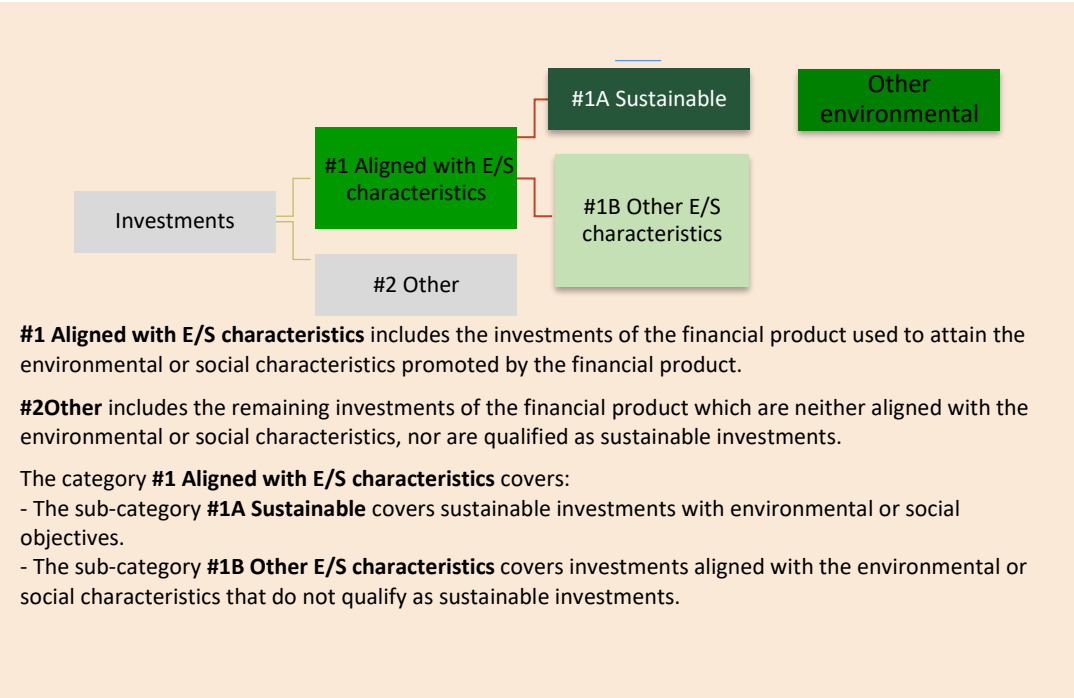 #1A Sustainable
Other
environmental
#1 Aligned with E/S
characteristics
Investments
#1B Other E/S
characteristics
#2 Other
#1 Aligned with E/S characteristics includes the investments of the financial product used to attain the
environmental or social characteristics promoted by the financial product.
#2Other includes the remaining investments of the financial product which are neither aligned with the
environmental or social characteristics, nor are qualified as sustainable investments.
The category #1 Aligned with E/S characteristics covers:
- The sub-category #1A Sustainable covers sustainable investments with environmental or social
objectives.
- The sub-category #1B Other E/S characteristics covers investments aligned with the environmental or
social characteristics that do not qualify as sustainable investments.